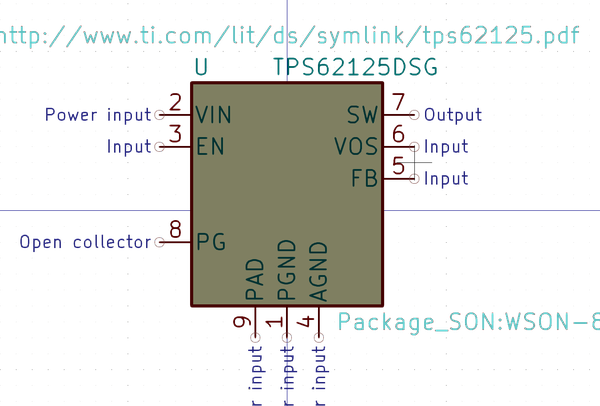 http://www.ti.com/lit/ds/symlink/tps62125.pdf
U TPS62125DSG
Power input 2 VIN SW 7 Output
Input 3 EN VOS 6 Input
FB 5 Input
Open collector 8 PG
PAD PGND AGND
9 1 4
Package_SON:WSON-8
input input input